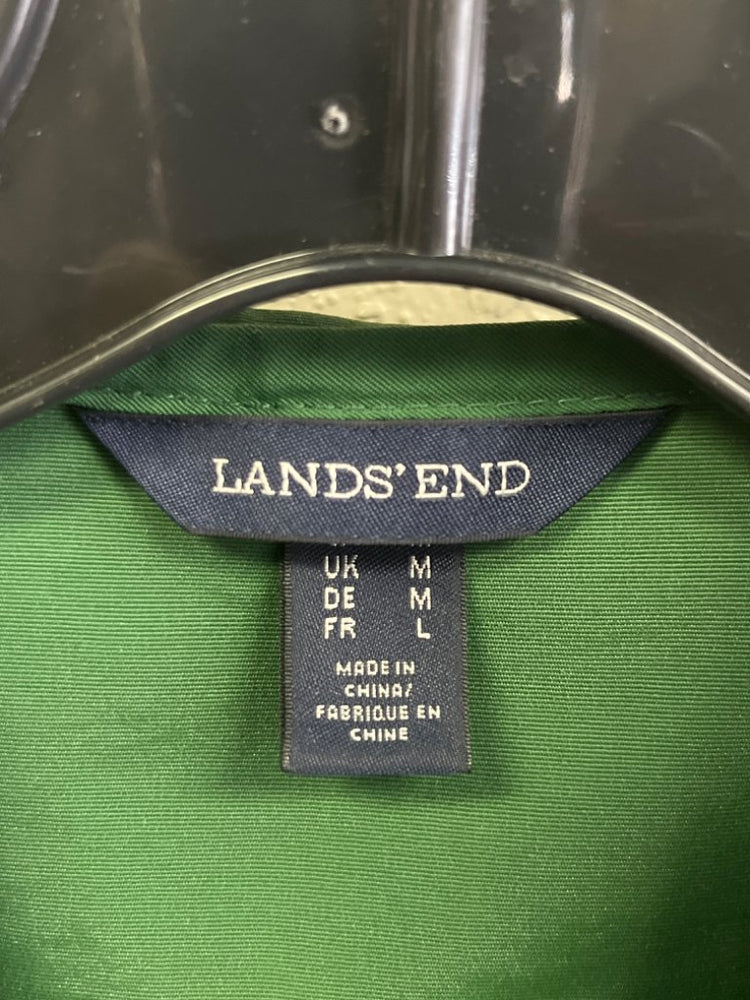 LANDS' END
UK M
DE M
FR L
MADE IN
CHINA/
FABRIQUE EN
CHINE